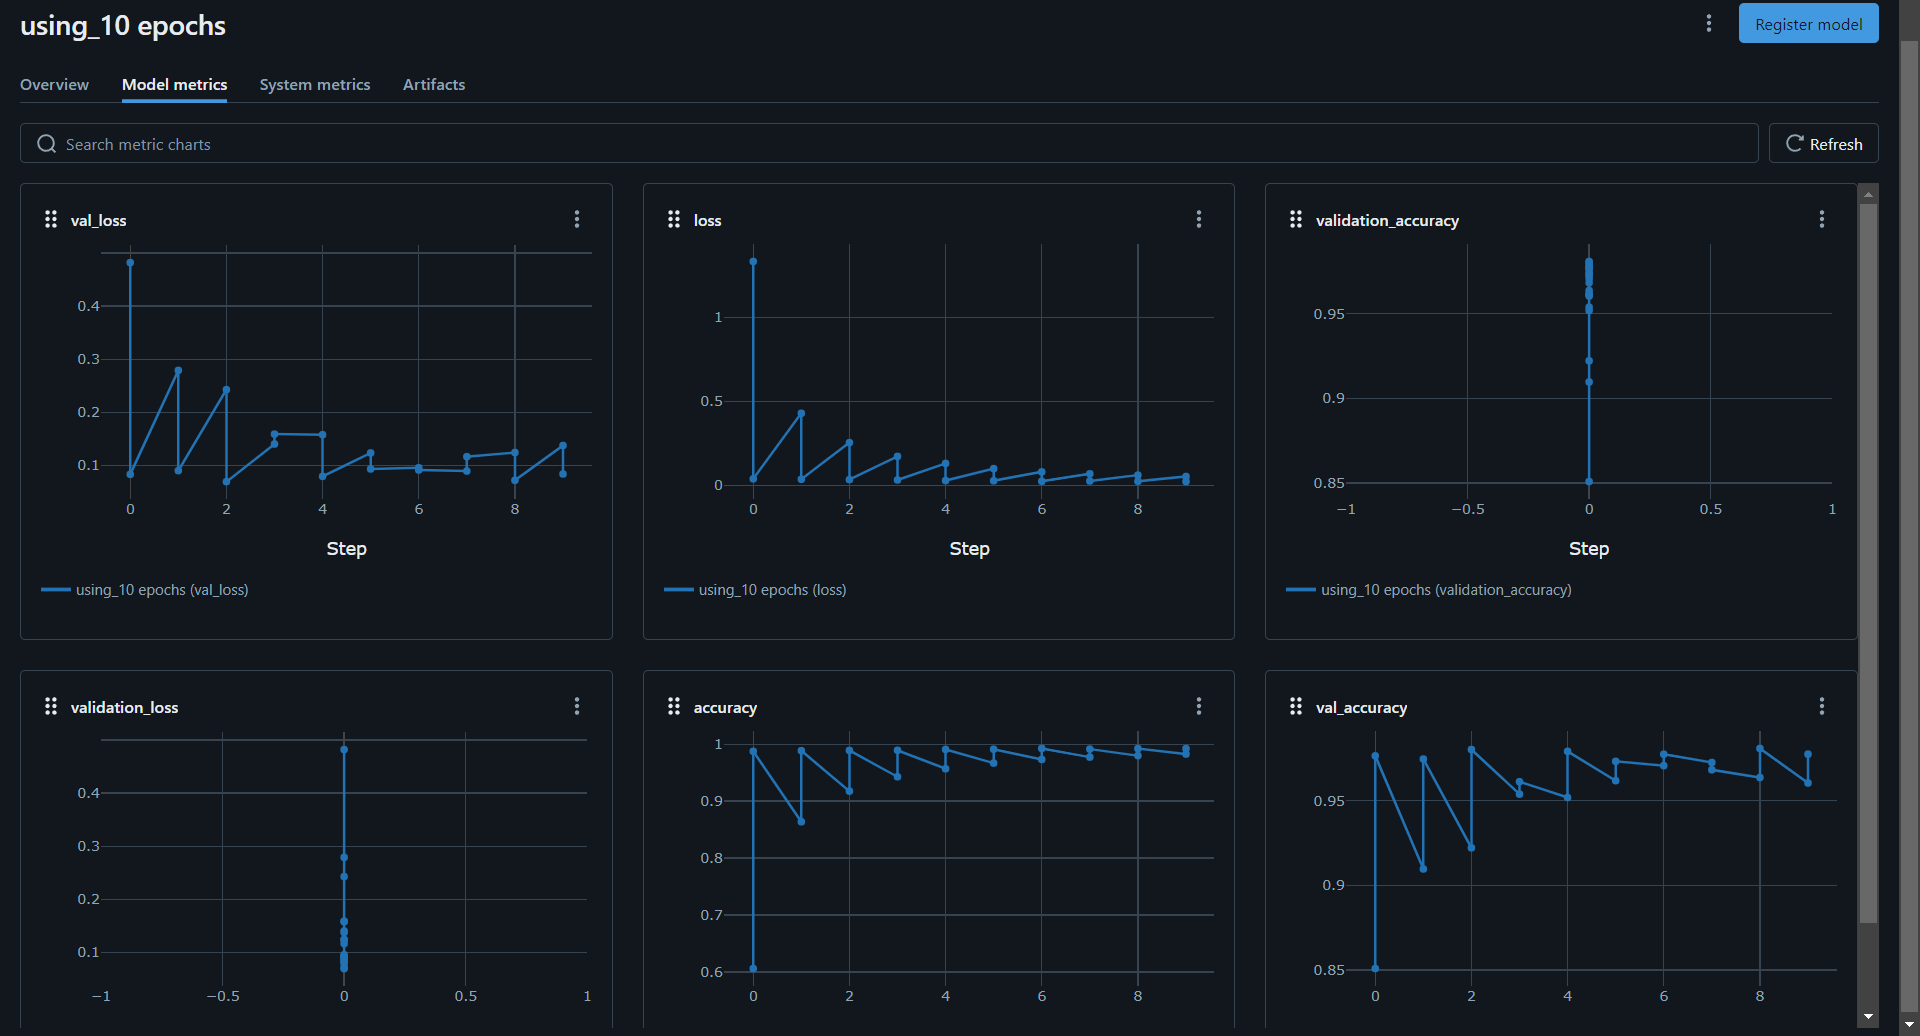 using_10 epochs
Register model
Overview Model metrics System metrics Artifacts
Search metric charts
Refresh
val_loss
0.4
0.3
0.2
0.1
0 2 4 6 8
Step
using_10 epochs (val_loss)
loss
1
0.5
0
0 2 4 6 8
Step
using_10 epochs (loss)
validation_accuracy
0.95
0.9
0.85
−1 −0.5 0 0.5 1
Step
using_10 epochs (validation_accuracy)
validation_loss
0.4
0.3
0.2
0.1
−1 −0.5 0 0.5 1
accuracy
1
0.9
0.8
0.7
0.6
0 2 4 6 8
val_accuracy
0.95
0.9
0.85
0 2 4 6 8